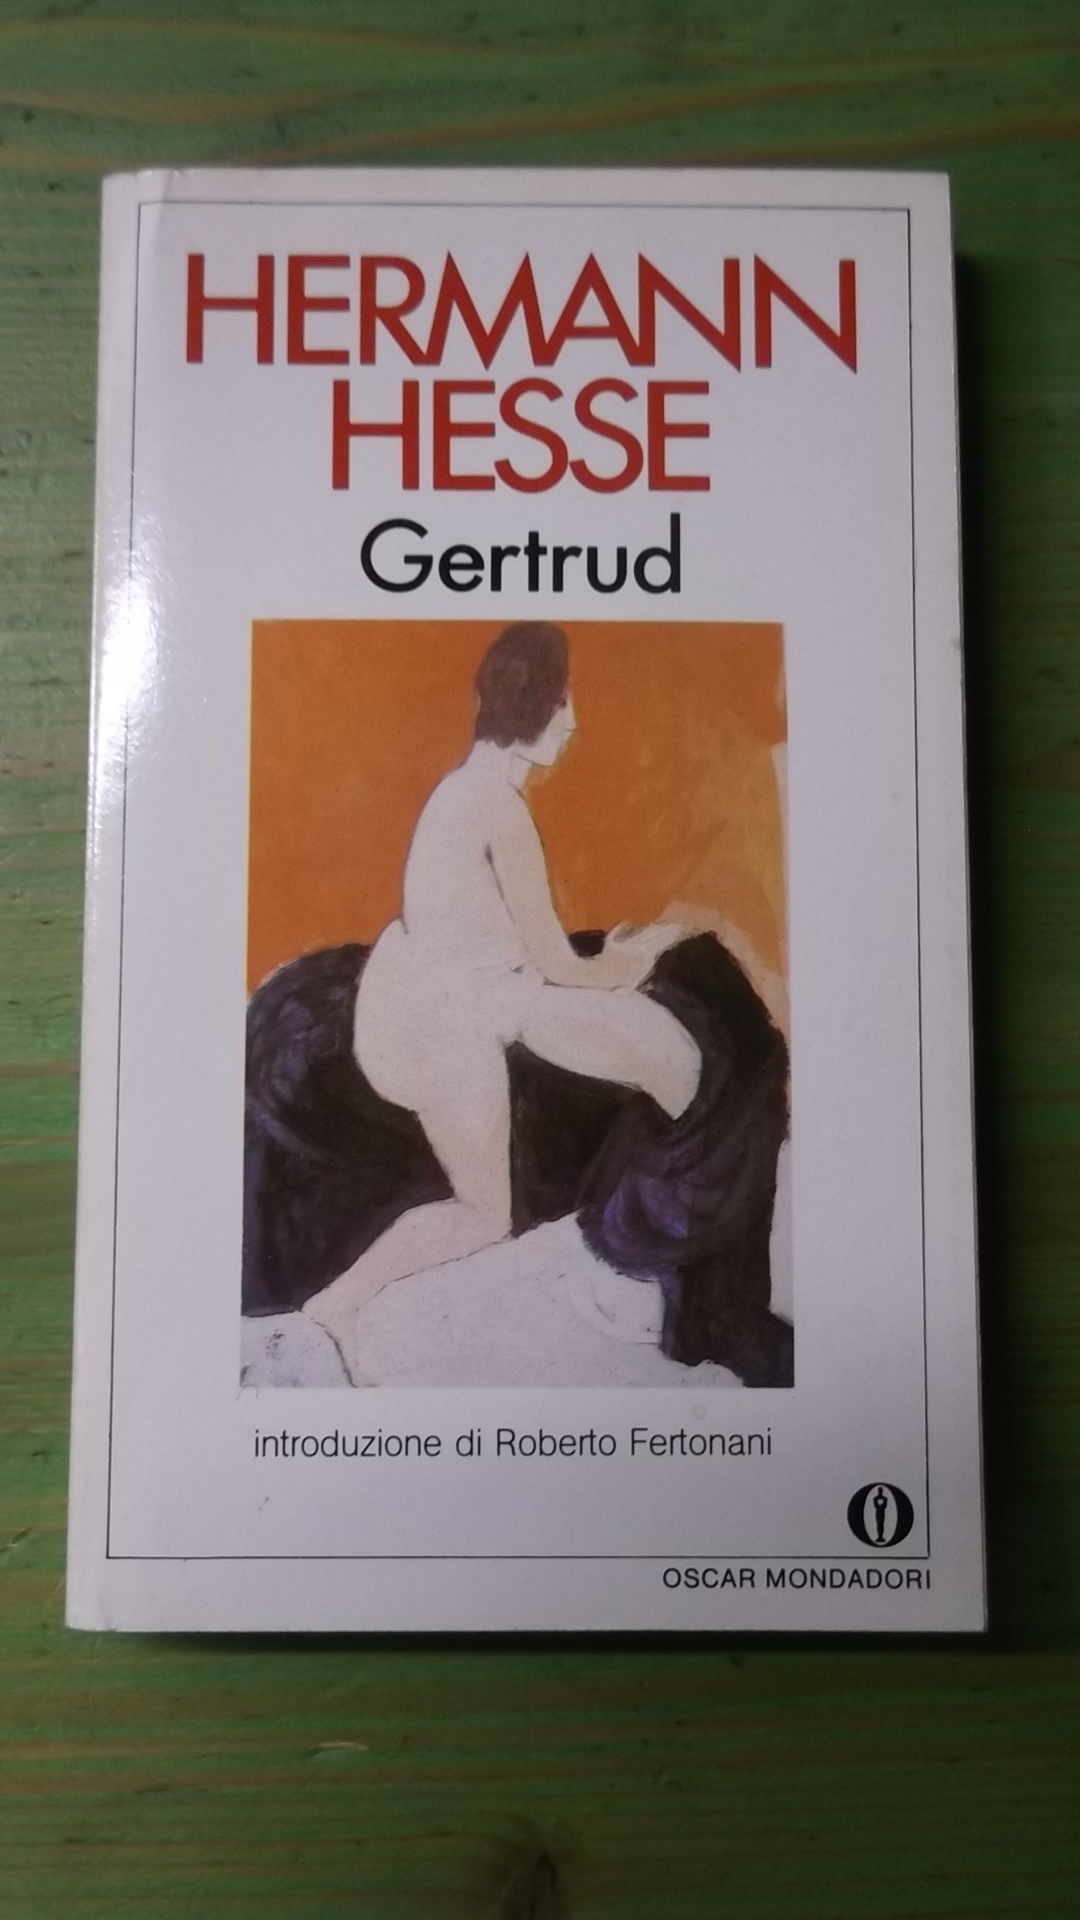 HERMANN
HESSE
Gertrud
introduzione di Roberto Fertonani
OSCAR MONDADORI